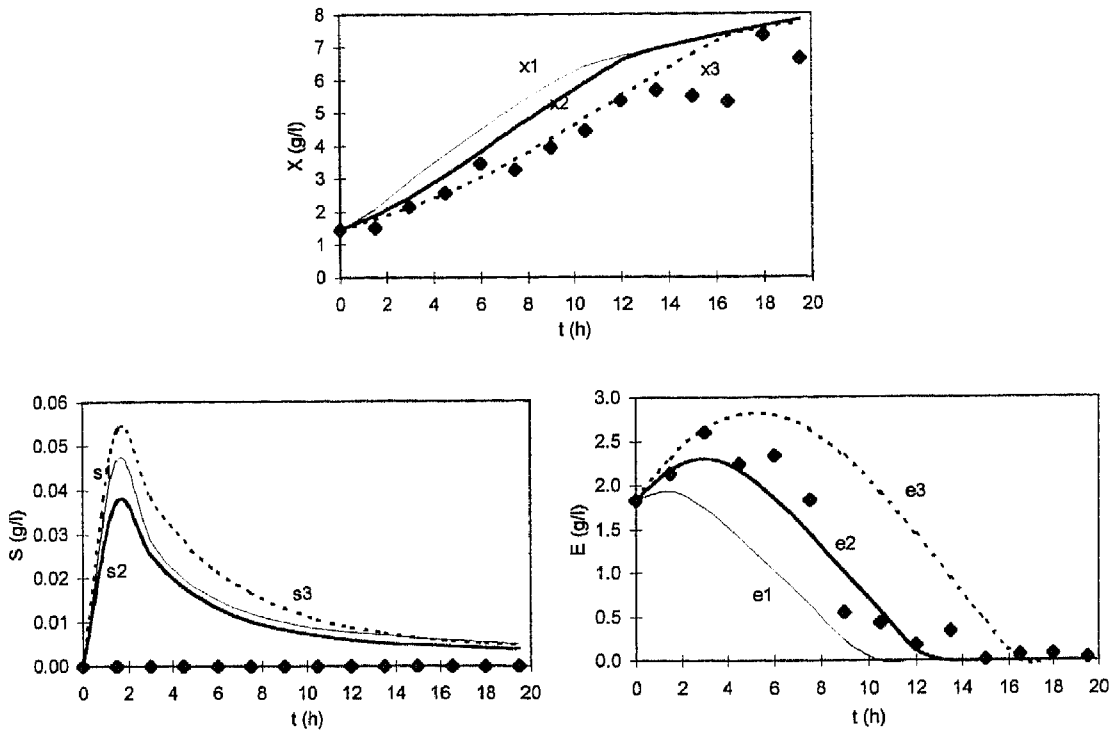 8
7
6
5
4
3
2
1
0
X (g/l)
x1
x2
x3
0 2 4 6 8 10 12 14 16 18 20
t (h)
0.06
0.05
0.04
0.03
0.02
0.01
0.00
S (g/l)
s1
s2
s3
0 2 4 6 8 10 12 14 16 18 20
t (h)
3.0
2.5
2.0
1.5
1.0
0.5
0.0
E (g/l)
e3
e2
e1
0 2 4 6 8 10 12 14 16 18 20
t (h)